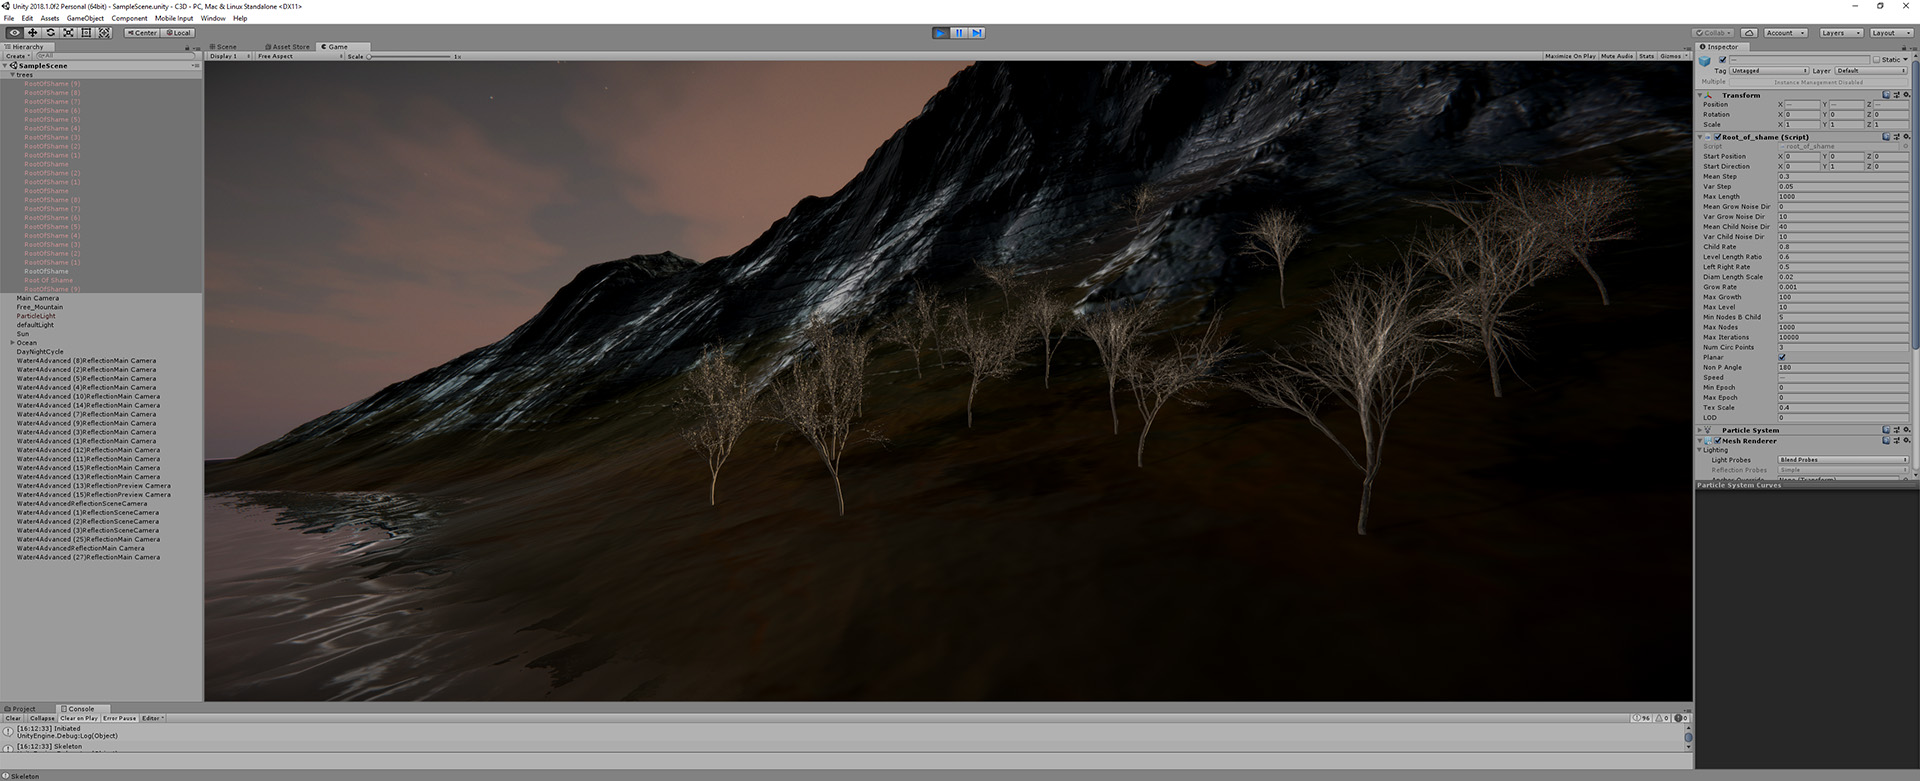 Unity 2018.1.0f2 Personal (64bit) - SampleScene.unity - C3D - PC, Mac & Linux Standalone <DX11>
File Edit Assets GameObject Component Mobile Input Window Help
Center Local
Collab Account Layers Layout
Hierarchy
Create All
SampleScene
trees
RootOfShame (9)
RootOfShame (8)
RootOfShame (7)
RootOfShame (6)
RootOfShame (5)
RootOfShame (4)
RootOfShame (3)
RootOfShame (2)
RootOfShame (1)
RootOfShame
RootOfShame (2)
RootOfShame (1)
RootOfShame
RootOfShame (8)
RootOfShame (7)
RootOfShame (6)
RootOfShame (5)
RootOfShame (4)
RootOfShame (3)
RootOfShame (2)
RootOfShame (1)
RootOfShame
Root Of Shame
RootOfShame (9)
Main Camera
Free_Mountain
ParticleLight
defaultLight
Sun
Ocean
DayNightCycle
Water4Advanced (8)ReflectionMain Camera
Water4Advanced (2)ReflectionMain Camera
Water4Advanced (5)ReflectionMain Camera
Water4Advanced (4)ReflectionMain Camera
Water4Advanced (10)ReflectionMain Camera
Water4Advanced (14)ReflectionMain Camera
Water4Advanced (7)ReflectionMain Camera
Water4Advanced (9)ReflectionMain Camera
Water4Advanced (3)ReflectionMain Camera
Water4Advanced (1)ReflectionMain Camera
Water4Advanced (12)ReflectionMain Camera
Water4Advanced (11)ReflectionMain Camera
Water4Advanced (15)ReflectionMain Camera
Water4Advanced (13)ReflectionMain Camera
Water4Advanced (13)ReflectionPreview Camera
Water4Advanced (15)ReflectionPreview Camera
Water4AdvancedReflectionSceneCamera
Water4Advanced (1)ReflectionSceneCamera
Water4Advanced (2)ReflectionSceneCamera
Water4Advanced (3)ReflectionSceneCamera
Water4Advanced (25)ReflectionMain Camera
Water4AdvancedReflectionMain Camera
Water4Advanced (27)ReflectionMain Camera
Scene Asset Store Game
Display 1 Free Aspect Scale 1x Maximize On Play Mute Audio Stats Gizmos
Inspector
Static
Tag Untagged Layer Default
Multiple Instance Management Disabled
Transform
Position X — Y — Z —
Rotation X 0 Y 0 Z 0
Scale X 1 Y 1 Z 1
Root_of_shame (Script)
Script root_of_shame
Start Position X 0 Y 0 Z 0
Start Direction X 0 Y 1 Z 0
Mean Step 0.3
Var Step 0.05
Max Length 1000
Mean Grow Noise Dir 0
Var Grow Noise Dir 10
Mean Child Noise Dir 40
Var Child Noise Dir 10
Child Rate 0.8
Level Length Ratio 0.6
Left Right Rate 0.5
Diam Length Scale 0.02
Grow Rate 0.001
Max Growth 100
Max Level 10
Min Nodes B Child 5
Max Nodes 1000
Max Iterations 10000
Num Circ Points 3
Planar
Non P Angle 180
Speed —
Min Epoch 0
Max Epoch 0
Tex Scale 0.4
LOD 0
Particle System
Mesh Renderer
Lighting
Light Probes Blend Probes
Reflection Probes Simple
Anchor Override None (Transform)
Particle System Curves
Project Console
Clear Collapse Clear on Play Error Pause Editor 96 0 0
[16:12:33] Initiated
UnityEngine.Debug:Log(Object)
[16:12:33] Skeleton
Skeleton